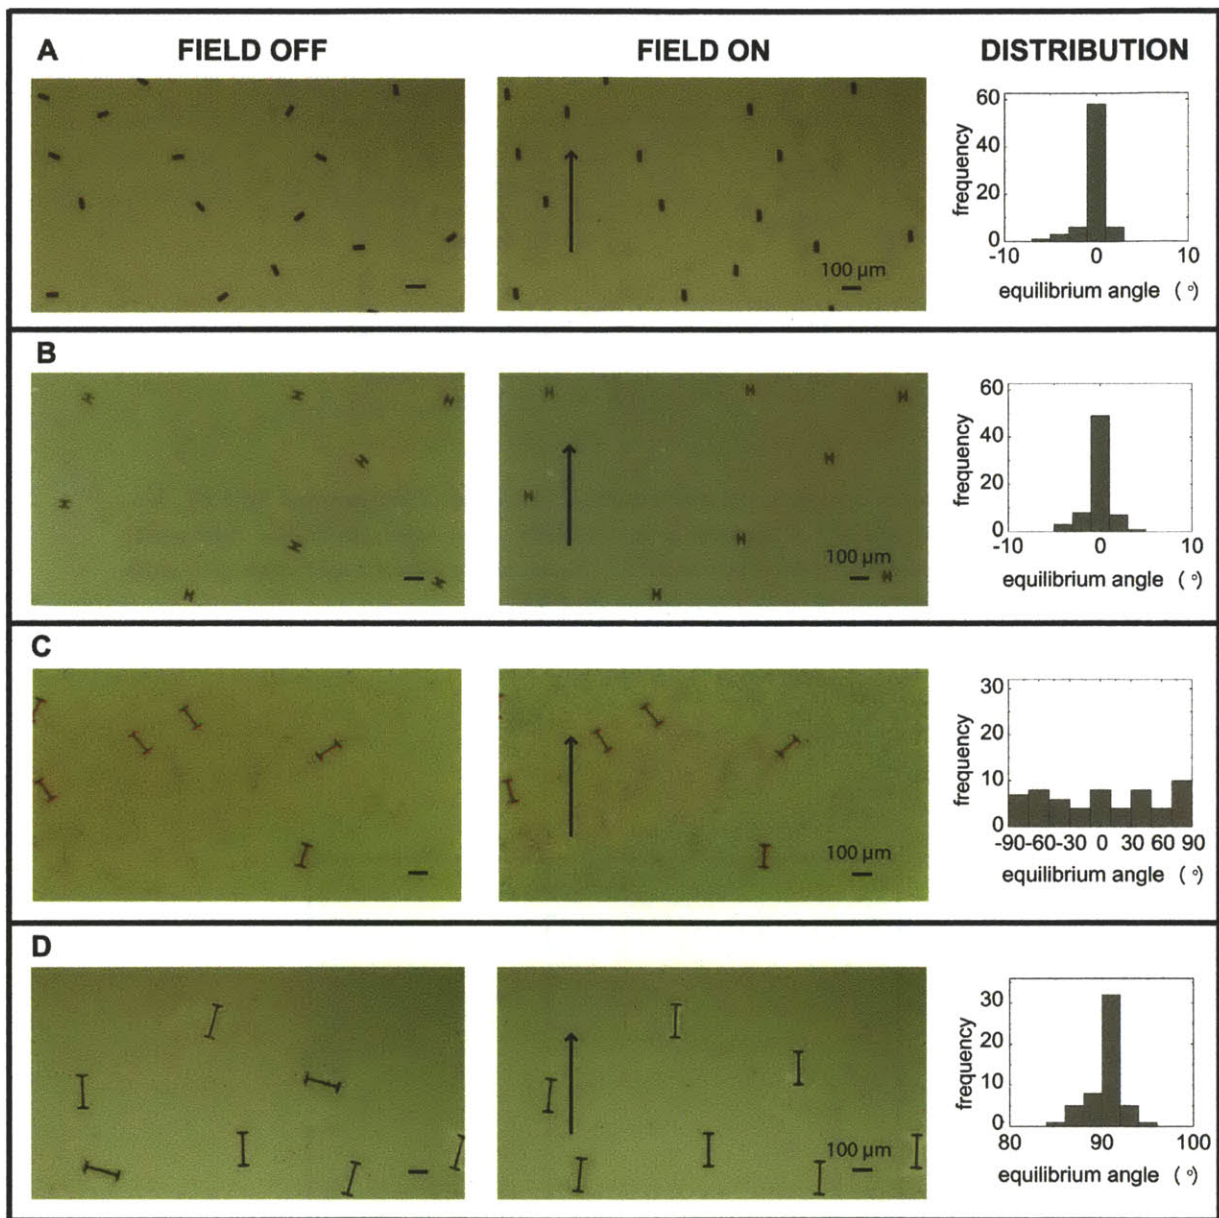 A FIELD OFF FIELD ON DISTRIBUTION
100 µm
frequency
60
40
20
0
-10 0 10
equilibrium angle ( °)
B
100 µm
frequency
60
40
20
0
-10 0 10
equilibrium angle ( °)
C
100 µm
frequency
30
20
10
0
-90 -60 -30 0 30 60 90
equilibrium angle ( °)
D
100 µm
frequency
30
20
10
0
80 90 100
equilibrium angle ( °)